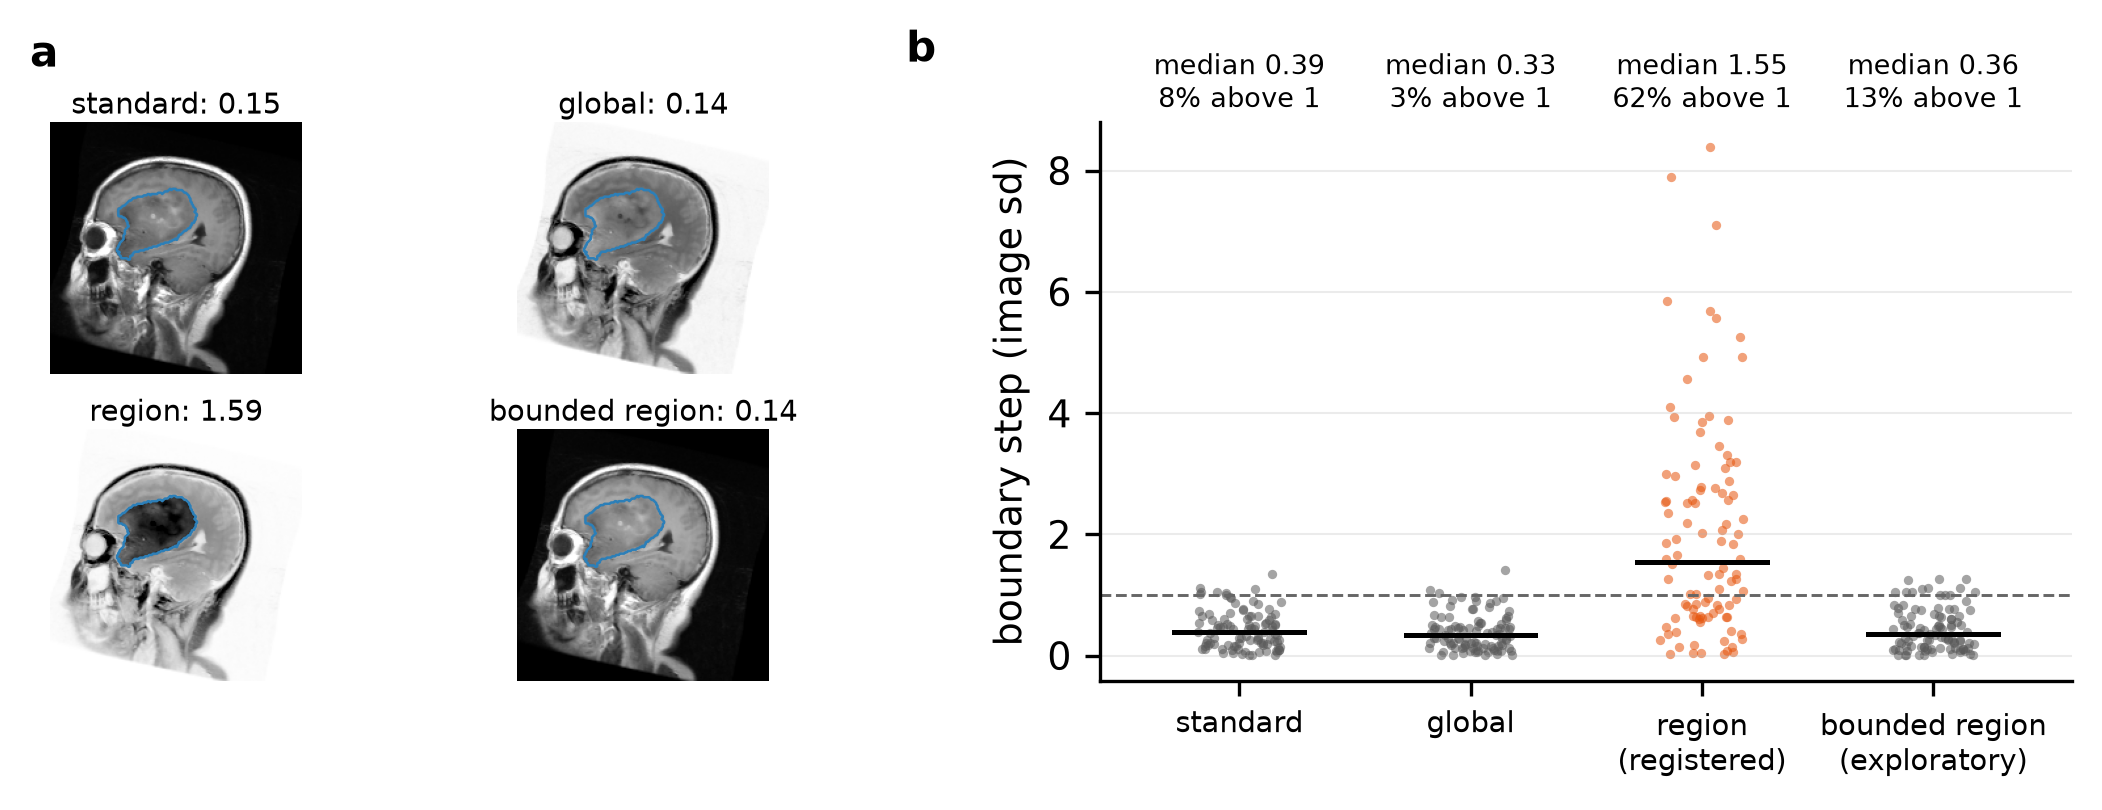 a
standard: 0.15
global: 0.14
region: 1.59
bounded region: 0.14
b
median 0.39
8% above 1
median 0.33
3% above 1
median 1.55
62% above 1
median 0.36
13% above 1
boundary step (image sd)
8
6
4
2
0
standard
global
region
(registered)
bounded region
(exploratory)